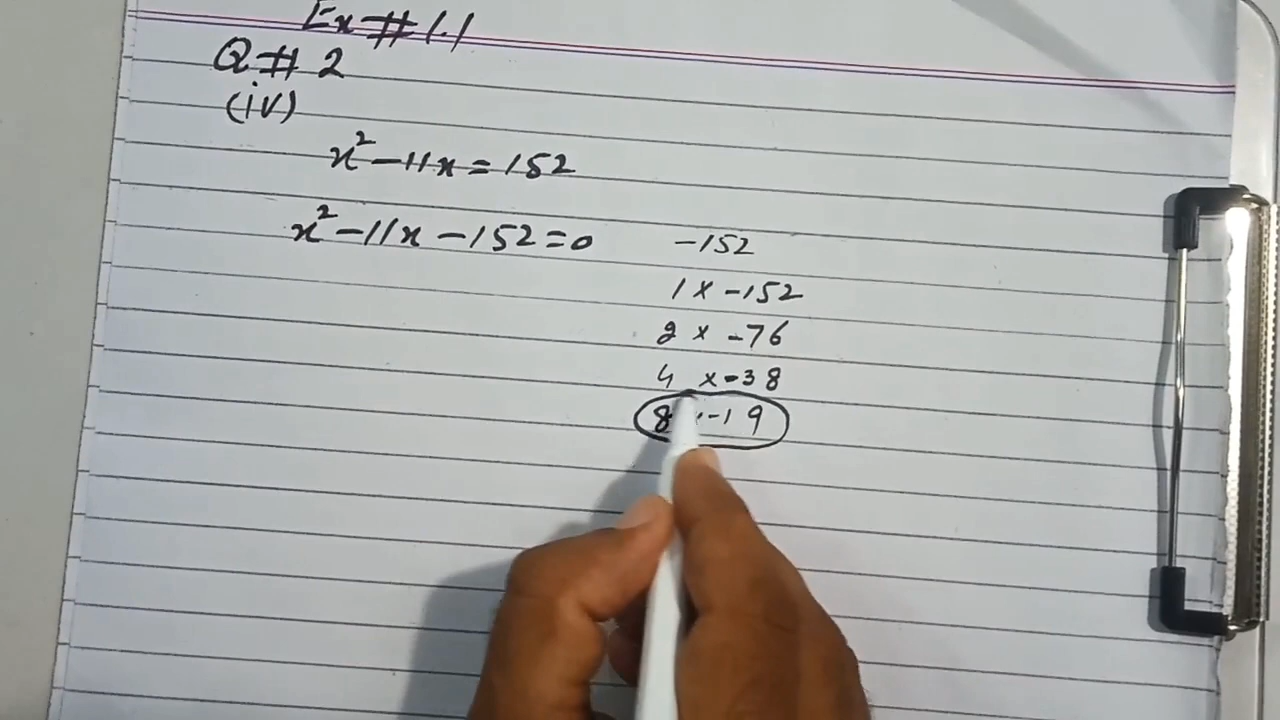 Ex # 1.1
Q # 2
(iv)
x² - 11x = 152
x² - 11x - 152 = 0
-152
1 x -152
2 x -76
4 x -38
8 x -19